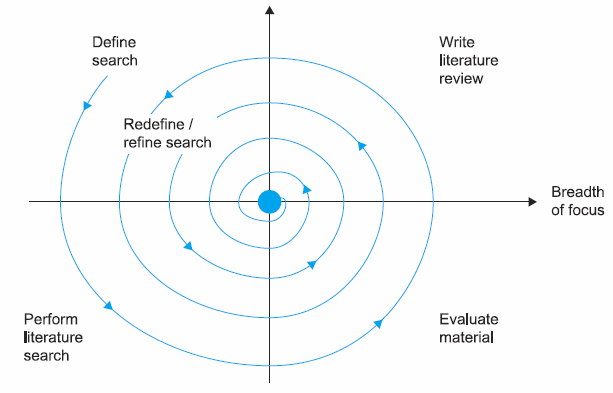 Define
search
Write
literature
review
Redefine /
refine search
Breadth
of focus
Perform
literature
search
Evaluate
material